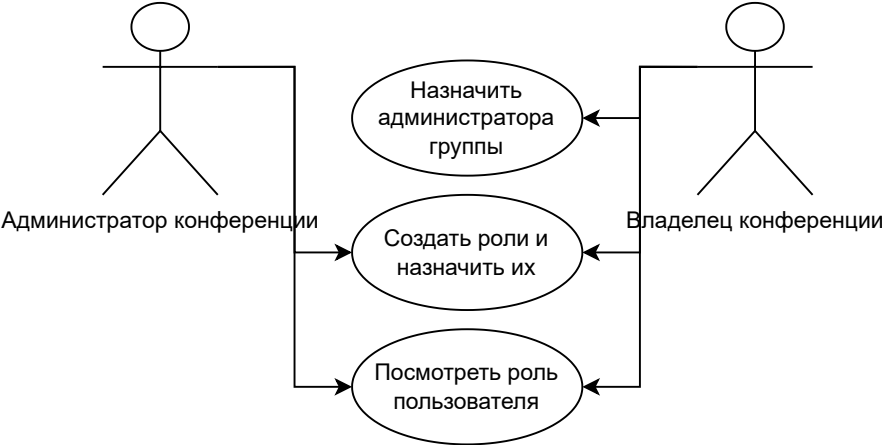 Назначить
администратора
группы
Администратор конференции
Владелец конференции
Создать роли и
назначить их
Посмотреть роль
пользователя